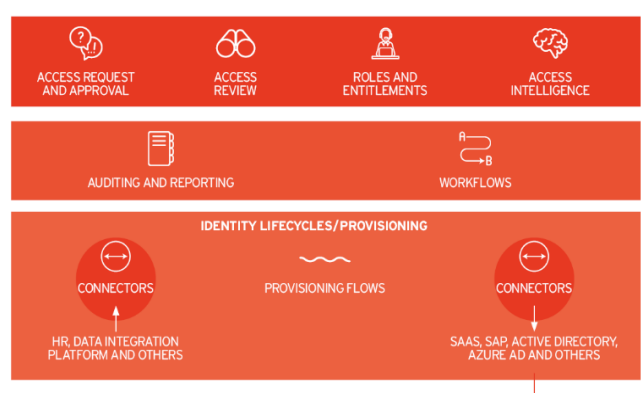 ACCESS REQUEST
AND APPROVAL
ACCESS
REVIEW
ROLES AND
ENTITLEMENTS
ACCESS
INTELLIGENCE
AUDITING AND REPORTING
A
B
WORKFLOWS
IDENTITY LIFECYCLES/PROVISIONING
CONNECTORS
PROVISIONING FLOWS
CONNECTORS
HR, DATA INTEGRATION
PLATFORM AND OTHERS
SAAS, SAP, ACTIVE DIRECTORY,
AZURE AD AND OTHERS